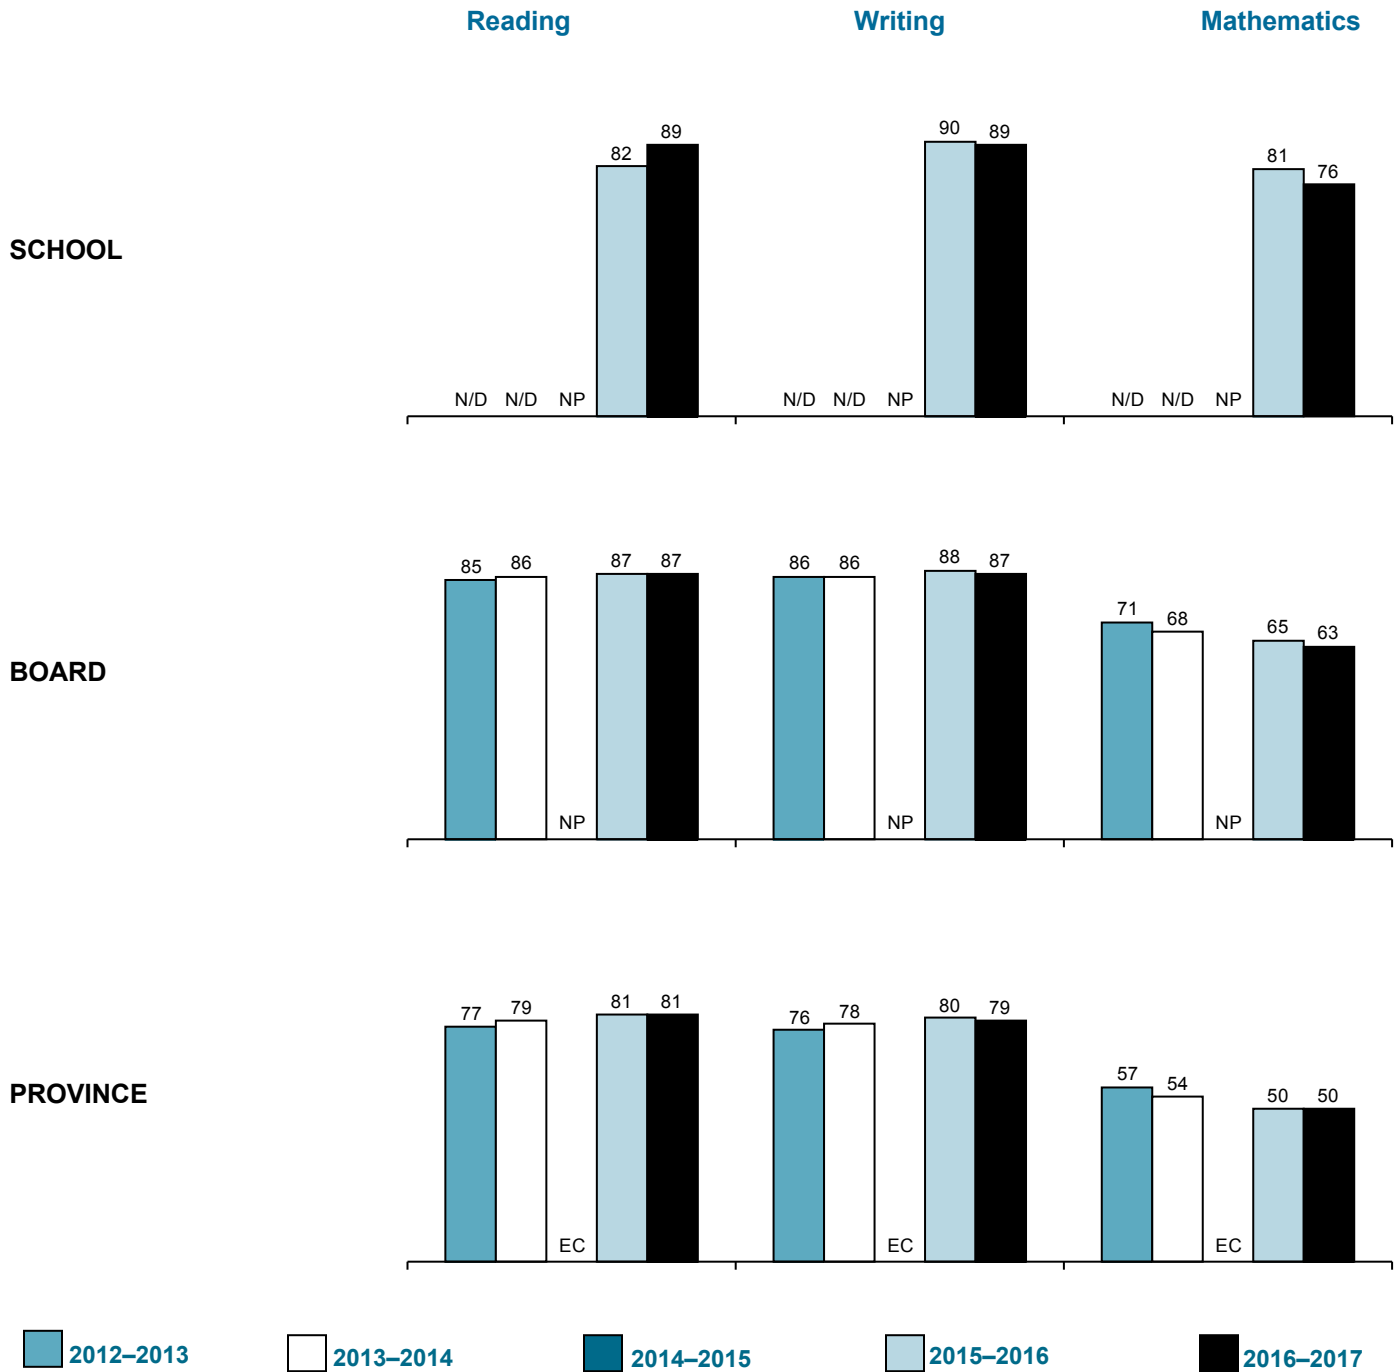 Reading Writing Mathematics
SCHOOL
82 89 90 89 81 76
N/D N/D NP N/D N/D NP N/D N/D NP
BOARD
85 86 87 87 86 86 88 87 71 68 65 63
NP NP NP
PROVINCE
77 79 81 81 76 78 80 79 57 54 50 50
EC EC EC
2012–2013 2013–2014 2014–2015 2015–2016 2016–2017